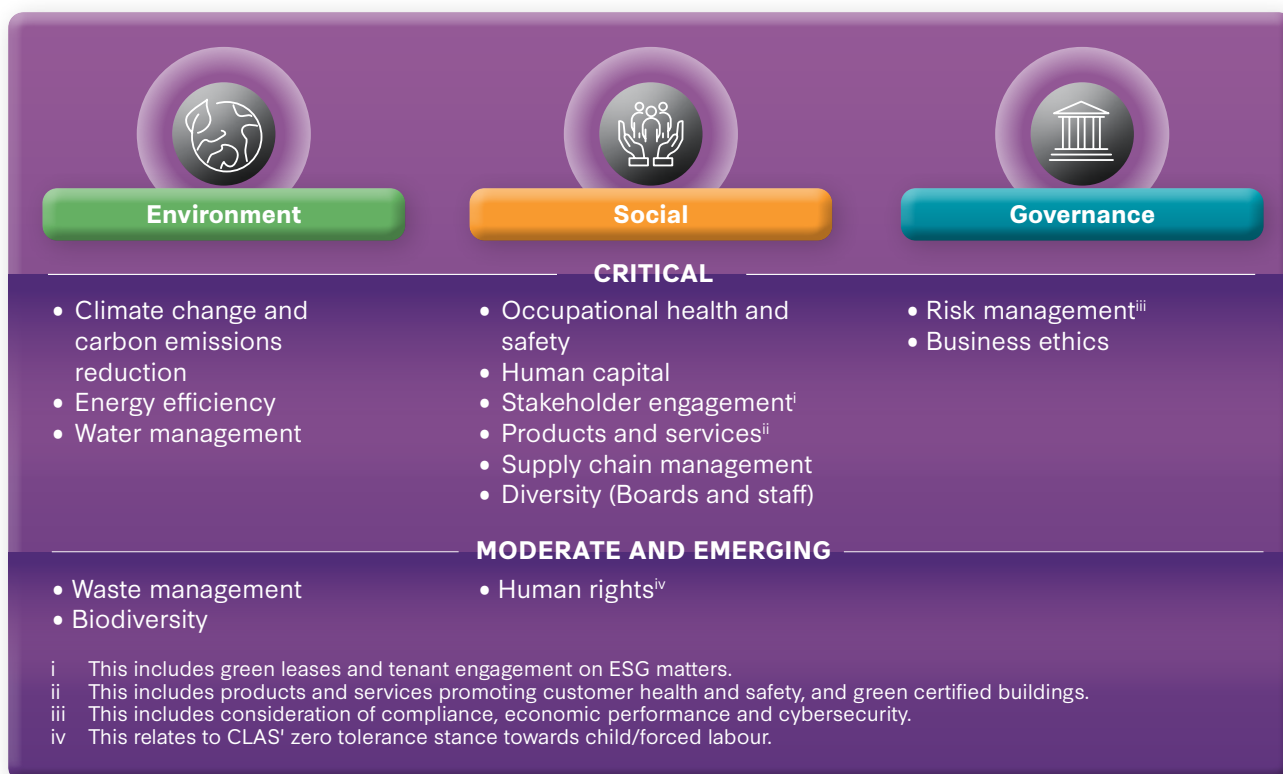 Environment
Social
Governance
CRITICAL
• Climate change and
carbon emissions
reduction
• Energy efficiency
• Water management
• Occupational health and
safety
• Human capital
• Stakeholder engagementⁱ
• Products and servicesⁱⁱ
• Supply chain management
• Diversity (Boards and staff)
• Risk managementⁱⁱⁱ
• Business ethics
MODERATE AND EMERGING
• Waste management
• Biodiversity
• Human rightsⁱᵛ
i This includes green leases and tenant engagement on ESG matters.
ii This includes products and services promoting customer health and safety, and green certified buildings.
iii This includes consideration of compliance, economic performance and cybersecurity.
iv This relates to CLAS' zero tolerance stance towards child/forced labour.